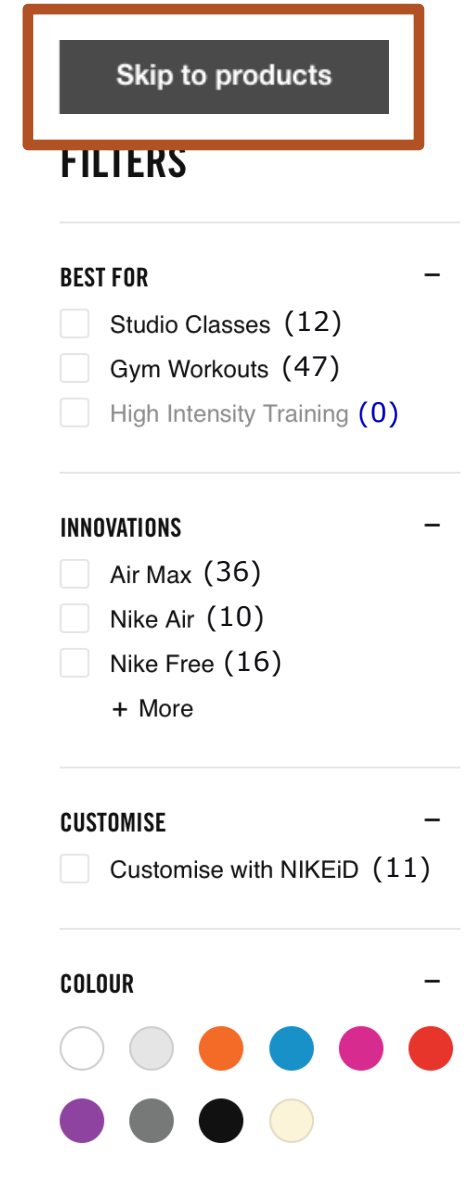 Skip to products
FILTERS
BEST FOR −
Studio Classes (12)
Gym Workouts (47)
High Intensity Training (0)
INNOVATIONS −
Air Max (36)
Nike Air (10)
Nike Free (16)
+ More
CUSTOMISE −
Customise with NIKEiD (11)
COLOUR −